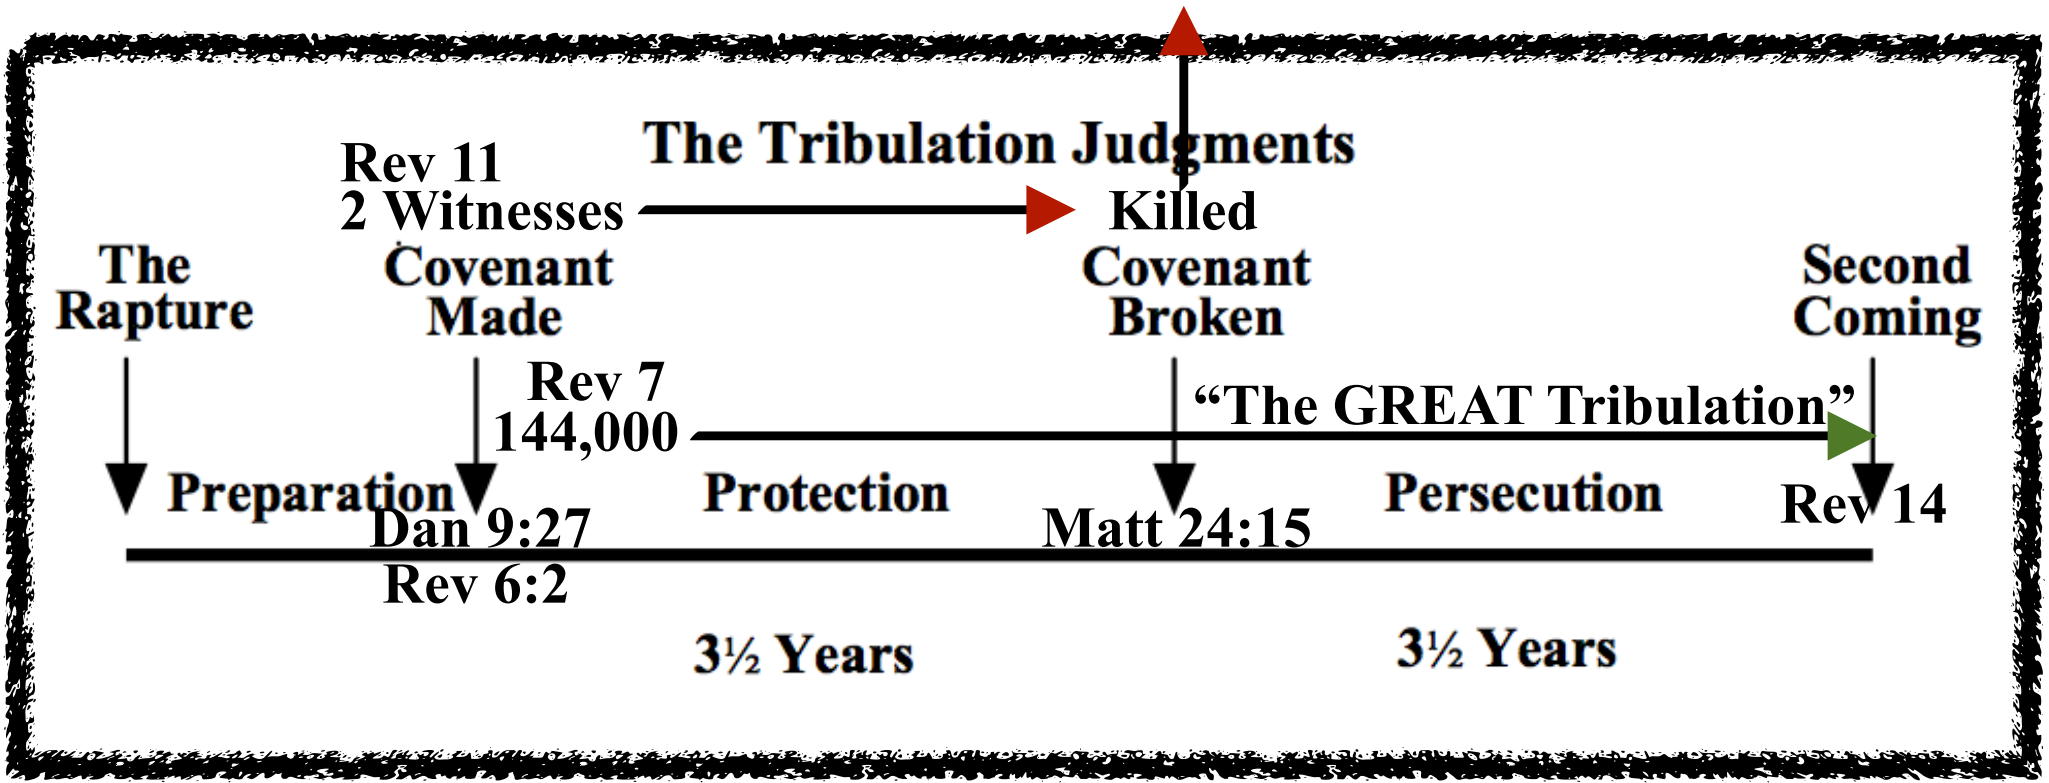 The Tribulation Judgments
Rev 11
2 Witnesses
Killed
The
Rapture
Covenant
Made
Covenant
Broken
Second
Coming
Rev 7
144,000
“The GREAT Tribulation”
Preparation
Protection
Persecution
Rev 14
Dan 9:27
Matt 24:15
Rev 6:2
3½ Years
3½ Years